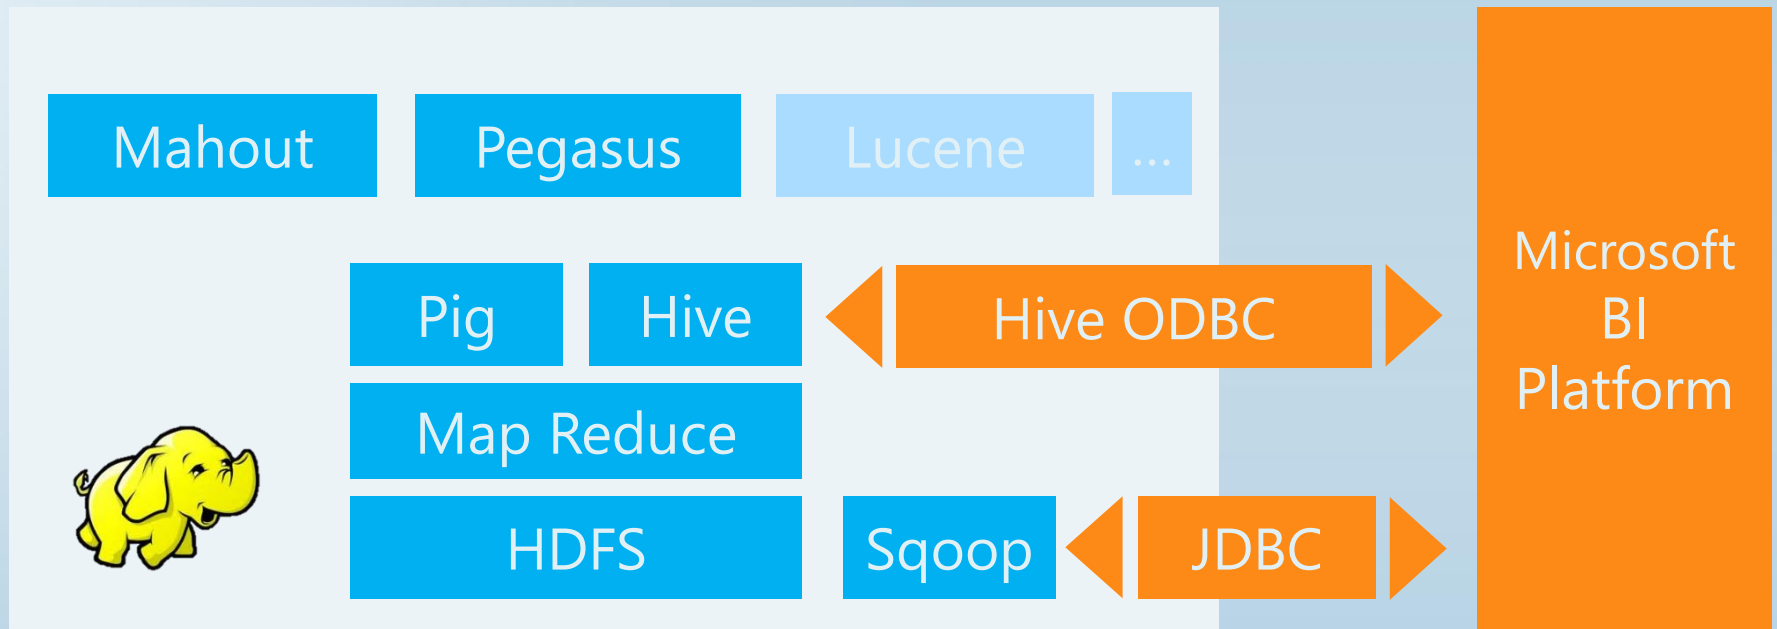 Mahout
Pegasus
Lucene
...
Pig
Hive
Hive ODBC
Map Reduce
HDFS
Sqoop
JDBC
Microsoft
BI
Platform